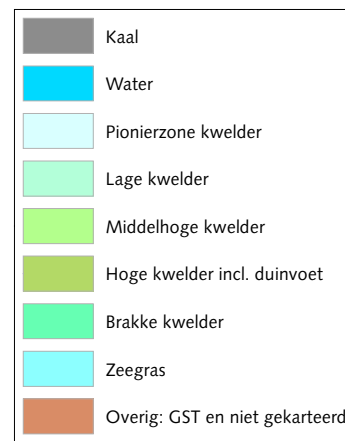 Kaal
Water
Pionierzone kwelder
Lage kwelder
Middelhoge kwelder
Hoge kwelder incl. duinvoet
Brakke kwelder
Zeegras
Overig: GST en niet gekarteerd